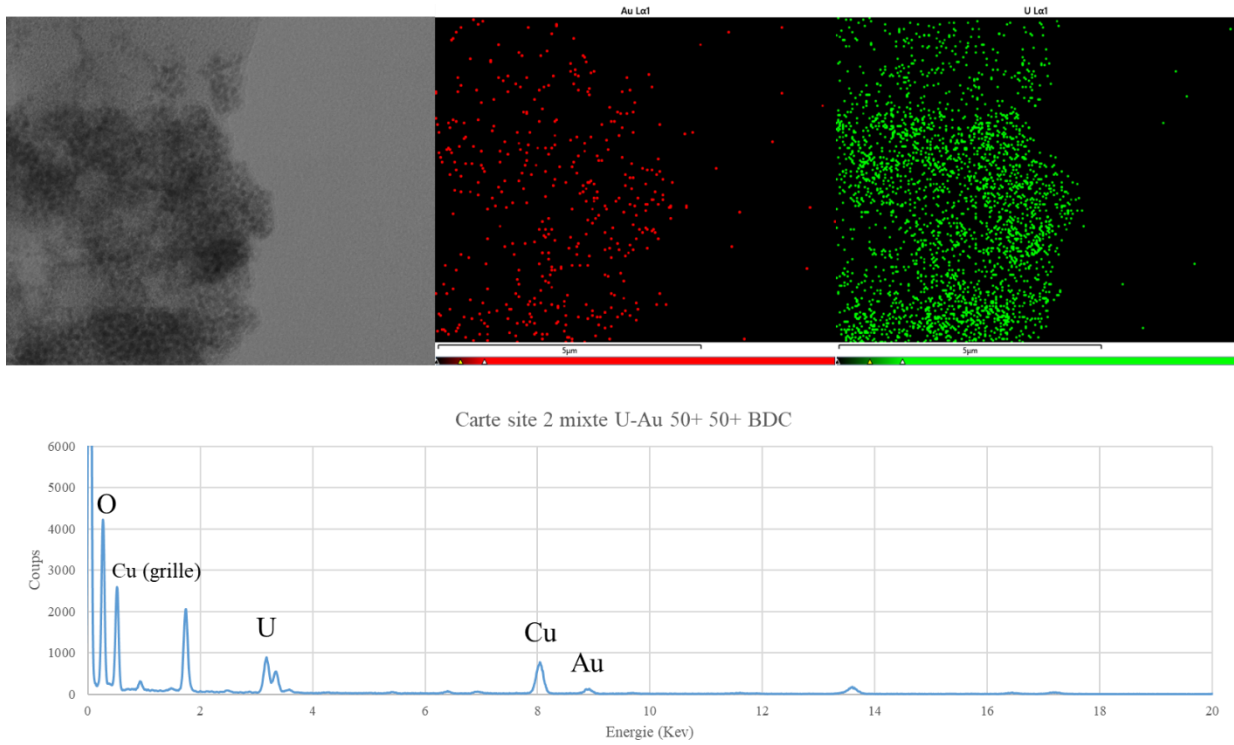 Au Lα1
U Lα1
5μm
5μm
Carte site 2 mixte U-Au 50+ 50+ BDC
6000
5000
4000
3000
2000
1000
0
Coups
O
Cu (grille)
U
Cu
Au
0 2 4 6 8 10 12 14 16 18 20
Energie (Kev)